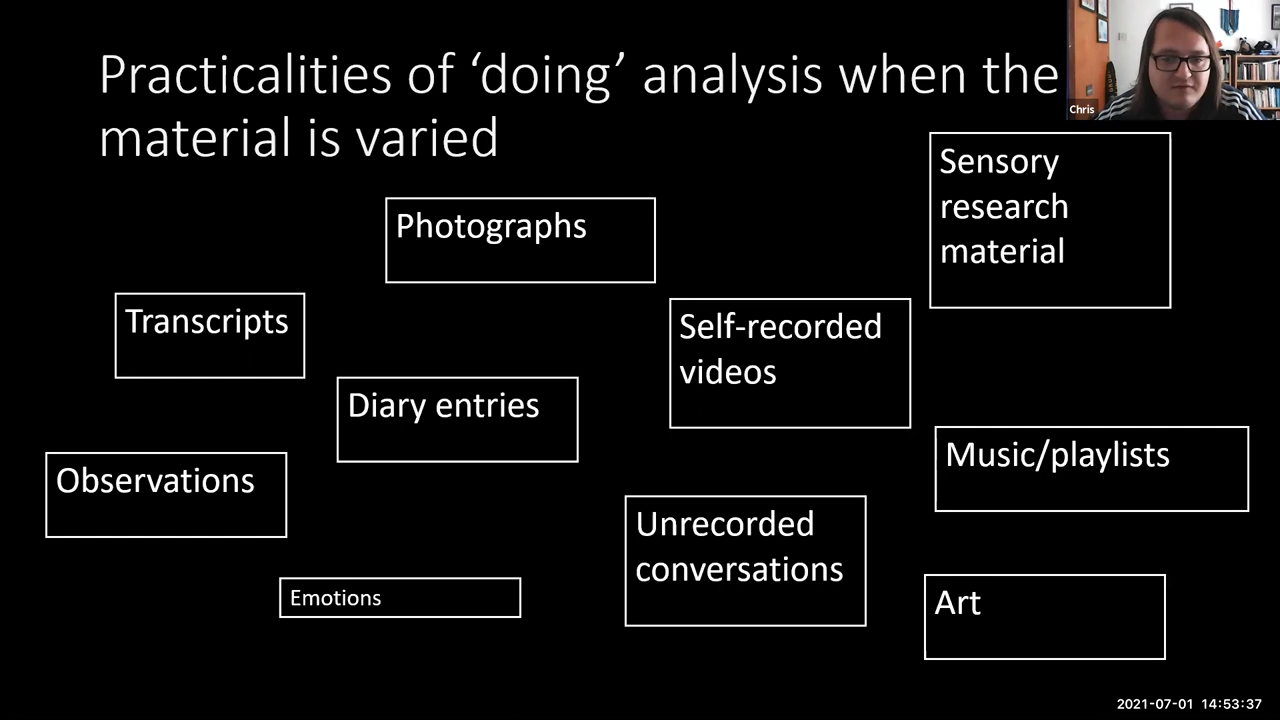 Practicalities of ‘doing’ analysis when the
material is varied
Chris
Sensory
research
material
Photographs
Transcripts
Self-recorded
videos
Diary entries
Music/playlists
Observations
Unrecorded
conversations
Emotions
Art
2021-07-01 14:53:37